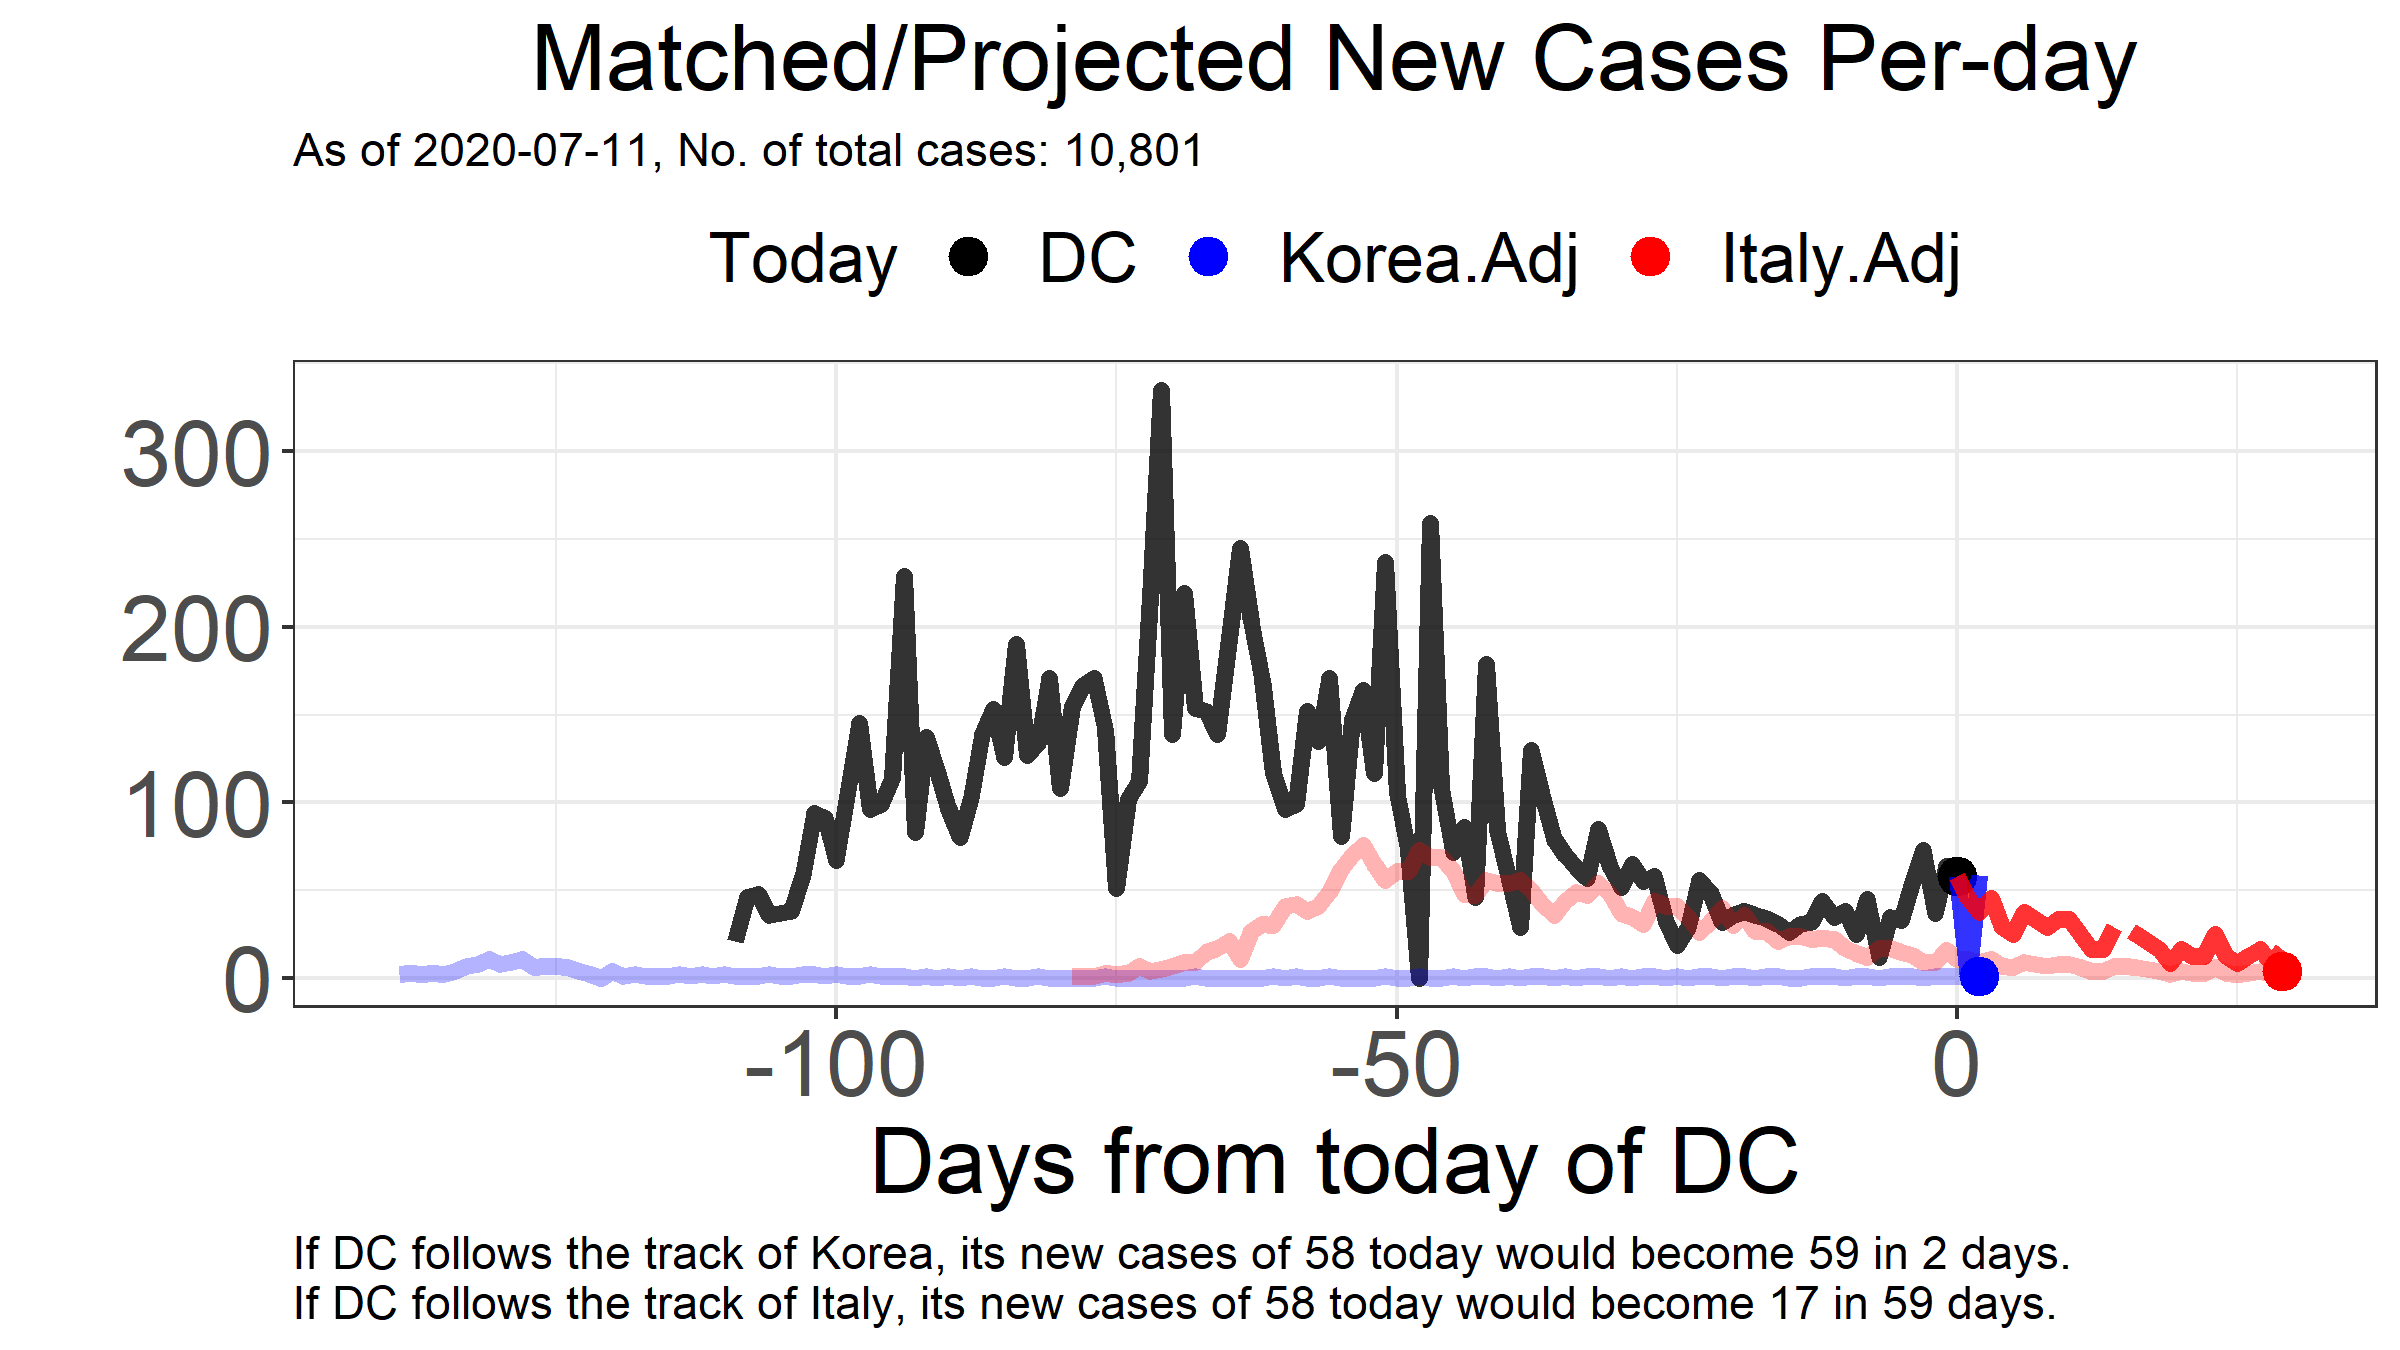 Matched/Projected New Cases Per-day
As of 2020-07-11, No. of total cases: 10,801
Today DC Korea.Adj Italy.Adj
300
200
100
0
-100 -50 0
Days from today of DC
If DC follows the track of Korea, its new cases of 58 today would become 59 in 2 days.
If DC follows the track of Italy, its new cases of 58 today would become 17 in 59 days.